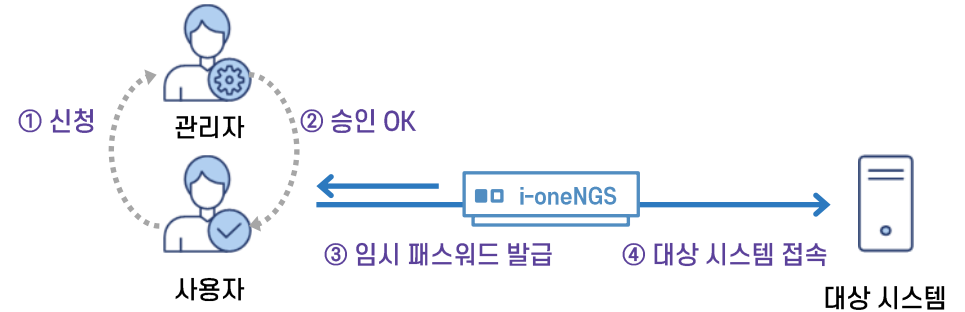 ① 신청
관리자
② 승인 OK
i-oneNGS
③ 임시 패스워드 발급
④ 대상 시스템 접속
사용자
대상 시스템